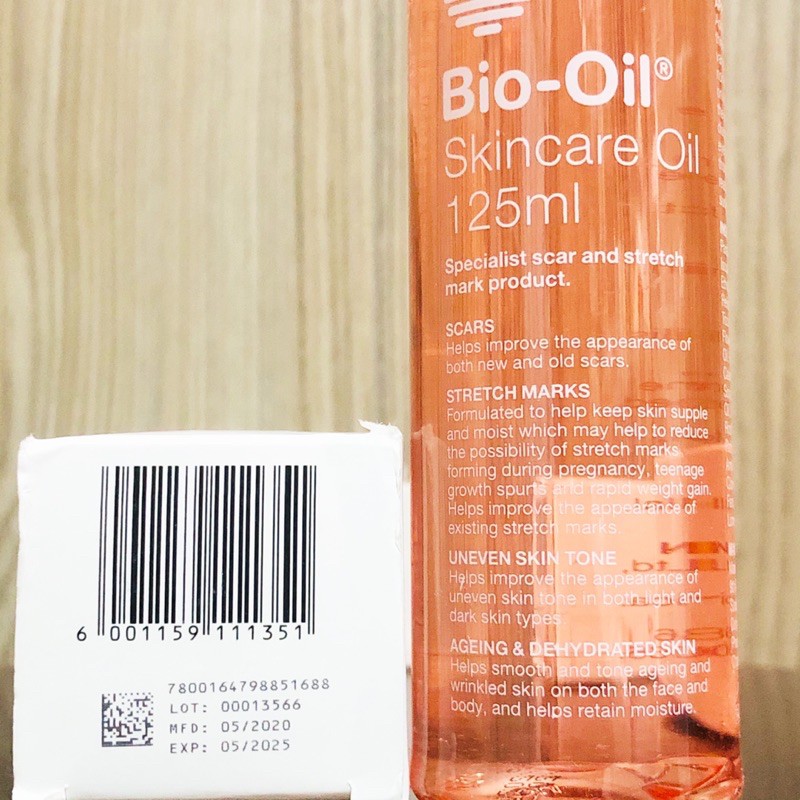 Bio-Oil®
Skincare Oil
125ml
Specialist scar and stretch
mark product.
SCARS
Helps improve the appearance of
both new and old scars.
STRETCH MARKS
Formulated to help keep skin supple
and moist which may help to reduce
the possibility of stretch marks
forming during pregnancy, teenage
growth spurts and rapid weight gain.
Helps improve the appearance of
existing stretch marks.
UNEVEN SKIN TONE
Helps improve the appearance of
uneven skin tone in both light and
dark skin types.
AGEING & DEHYDRATED SKIN
Helps smooth and tone ageing and
wrinkled skin on both the face and
body, and helps retain moisture.
6 001159 111351
7800164798851688
LOT: 00013566
MFD: 05/2020
EXP: 05/2025